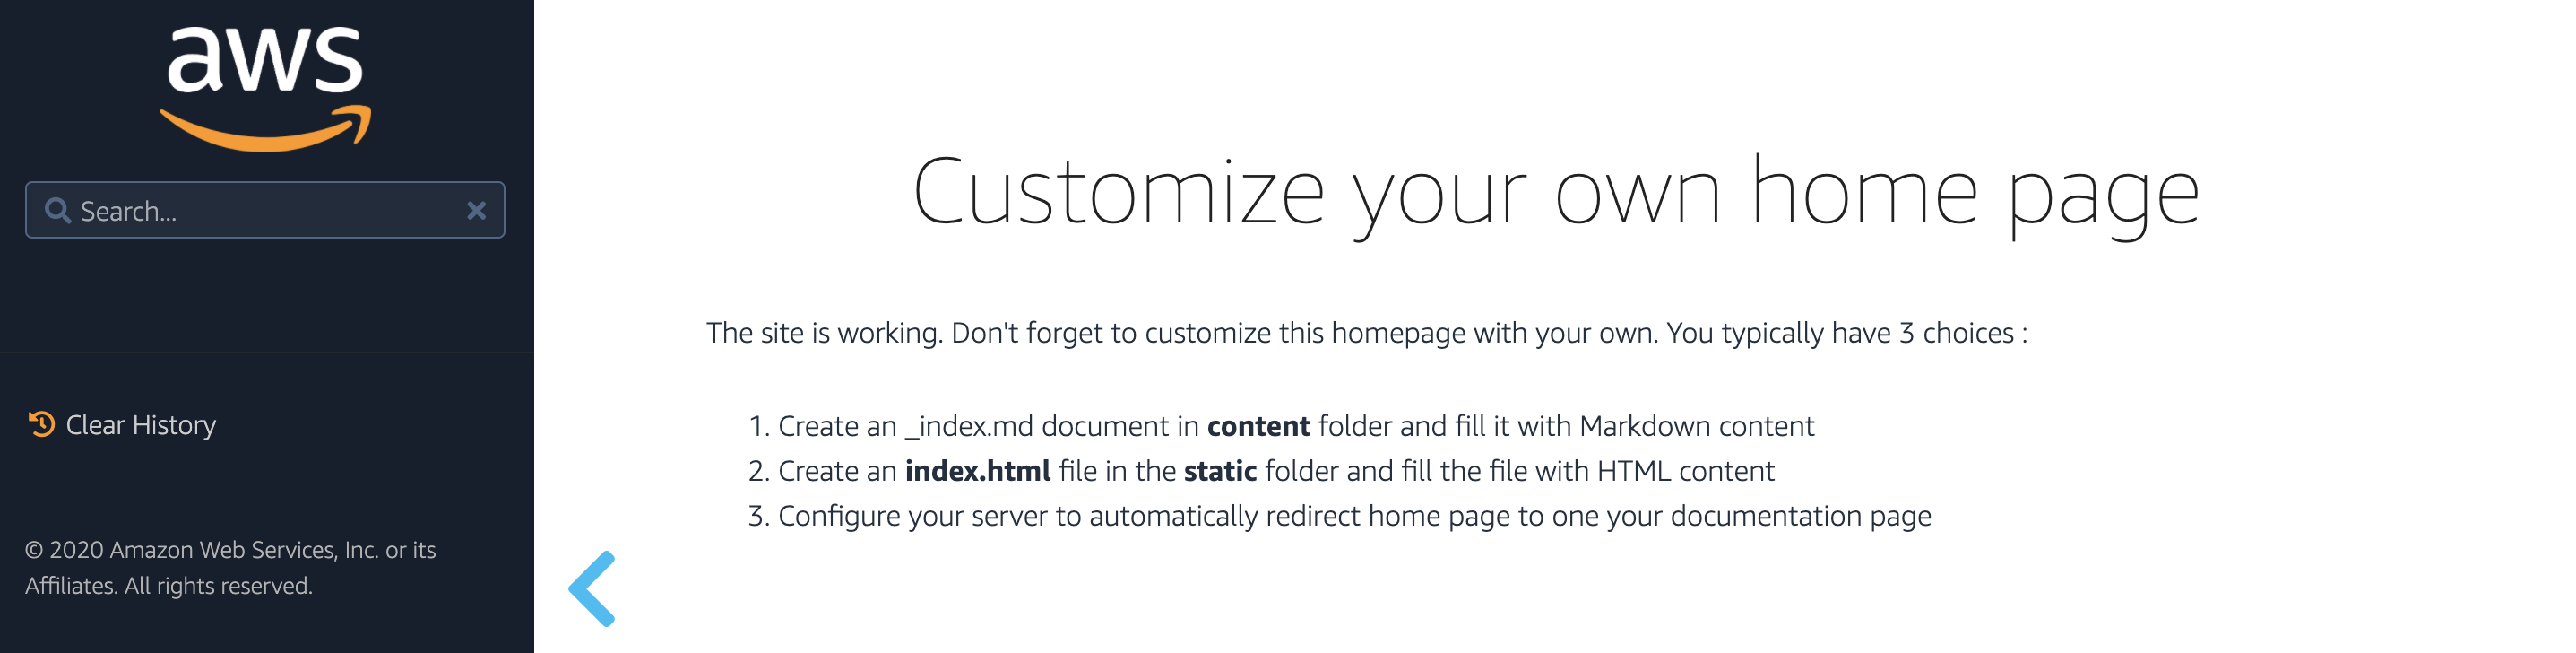 aws
Search...
Clear History
© 2020 Amazon Web Services, Inc. or its
Affiliates. All rights reserved.
Customize your own home page
The site is working. Don't forget to customize this homepage with your own. You typically have 3 choices :
1. Create an _index.md document in content folder and fill it with Markdown content
2. Create an index.html file in the static folder and fill the file with HTML content
3. Configure your server to automatically redirect home page to one your documentation page